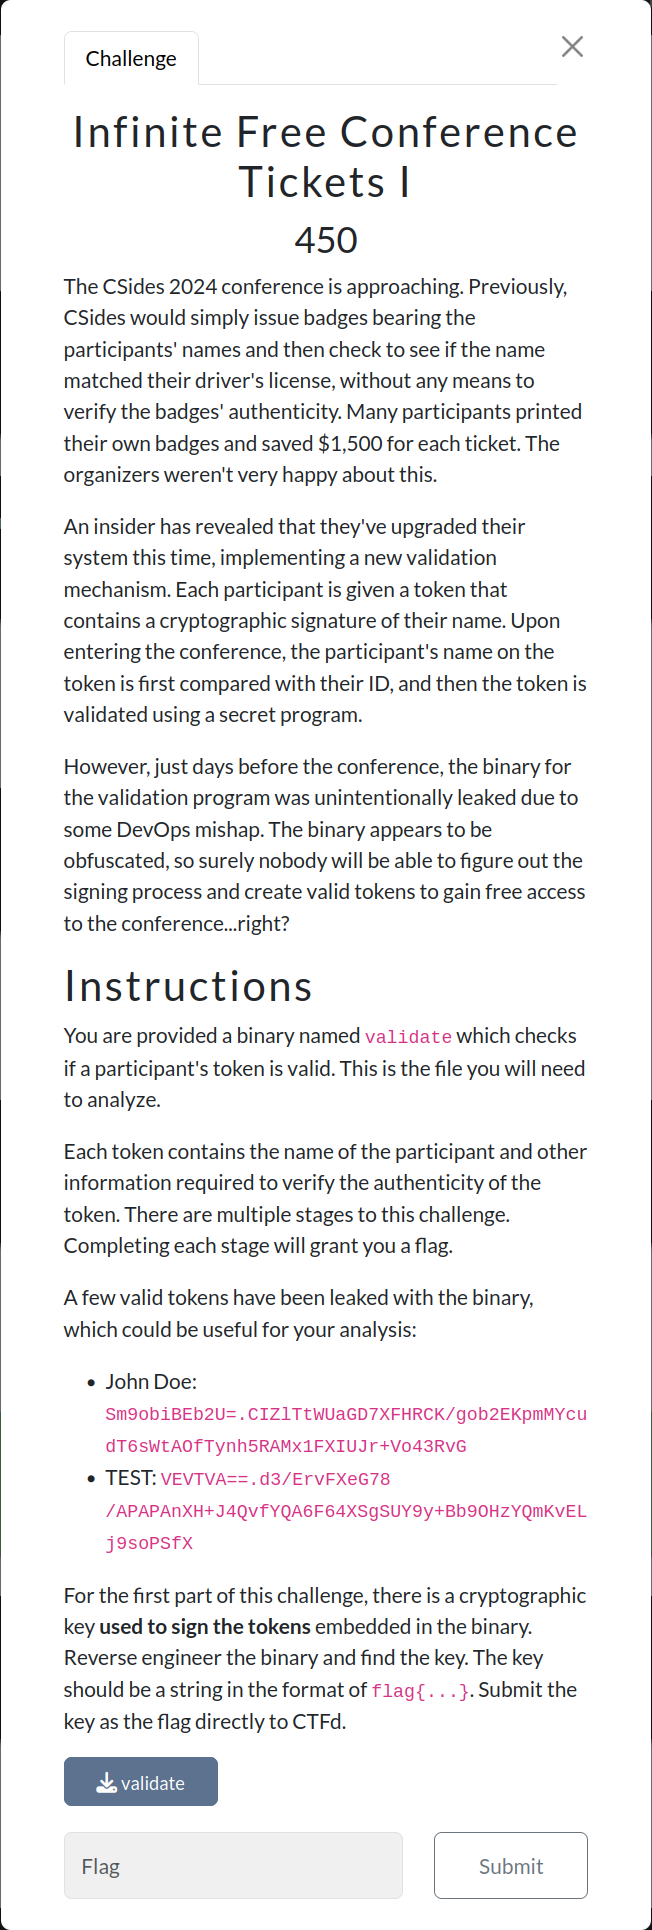 Challenge
Infinite Free Conference
Tickets I
450
The CSides 2024 conference is approaching. Previously,
CSides would simply issue badges bearing the
participants' names and then check to see if the name
matched their driver's license, without any means to
verify the badges' authenticity. Many participants printed
their own badges and saved $1,500 for each ticket. The
organizers weren't very happy about this.
An insider has revealed that they've upgraded their
system this time, implementing a new validation
mechanism. Each participant is given a token that
contains a cryptographic signature of their name. Upon
entering the conference, the participant's name on the
token is first compared with their ID, and then the token is
validated using a secret program.
However, just days before the conference, the binary for
the validation program was unintentionally leaked due to
some DevOps mishap. The binary appears to be
obfuscated, so surely nobody will be able to figure out the
signing process and create valid tokens to gain free access
to the conference...right?
Instructions
You are provided a binary named validate which checks
if a participant's token is valid. This is the file you will need
to analyze.
Each token contains the name of the participant and other
information required to verify the authenticity of the
token. There are multiple stages to this challenge.
Completing each stage will grant you a flag.
A few valid tokens have been leaked with the binary,
which could be useful for your analysis:
• John Doe:
Sm9obiBEb2U=.CIZlTtWUaGD7XFHRCK/gob2EKpmMYcu
dT6sWtAOfTynh5RAMx1FXIUJr+Vo43RvG
• TEST: VEVTVA==.d3/ErvFXeG78
/APAPAnXH+J4QvfYQA6F64XSgSUY9y+Bb9OHzYQmKvEL
j9soPSfX
For the first part of this challenge, there is a cryptographic
key used to sign the tokens embedded in the binary.
Reverse engineer the binary and find the key. The key
should be a string in the format of flag{...}. Submit the
key as the flag directly to CTFd.
validate
Flag
Submit